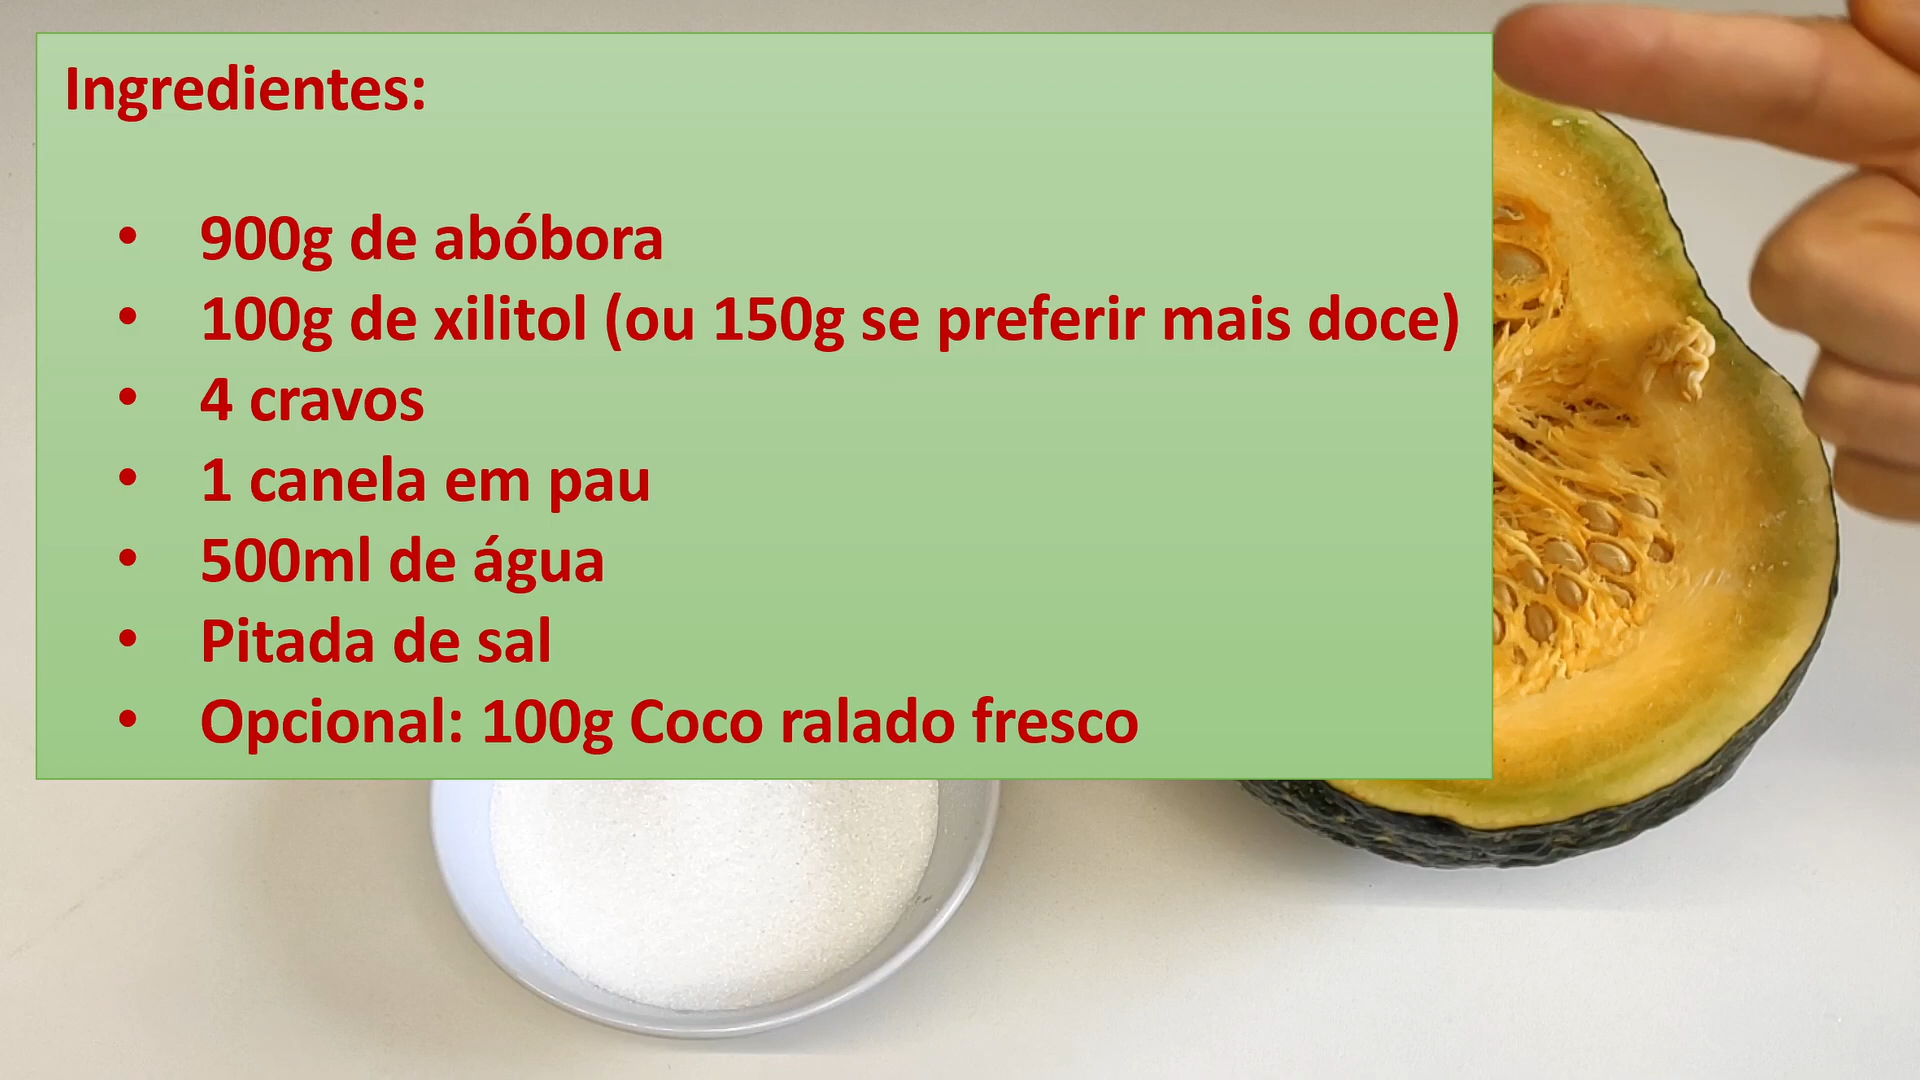 Ingredientes:
• 900g de abóbora
• 100g de xilitol (ou 150g se preferir mais doce)
• 4 cravos
• 1 canela em pau
• 500ml de água
• Pitada de sal
• Opcional: 100g Coco ralado fresco